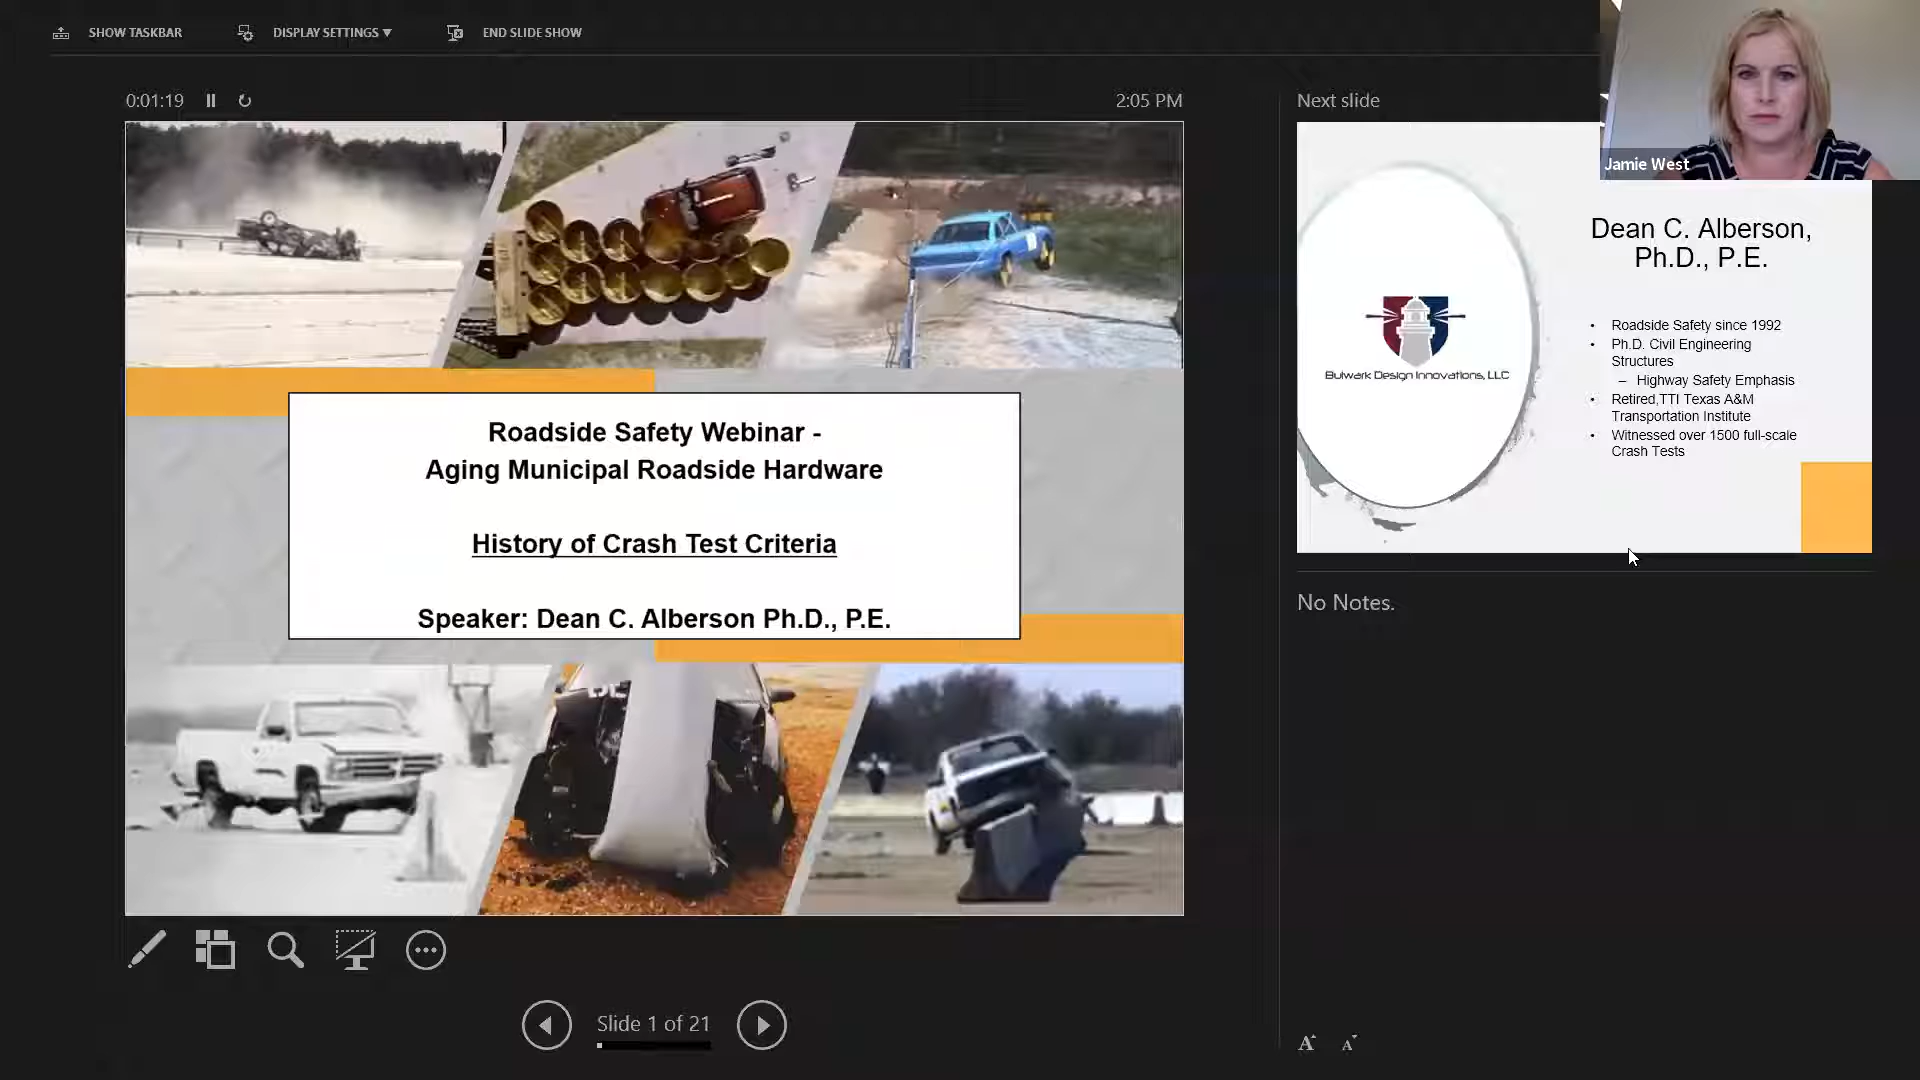 SHOW TASKBAR
DISPLAY SETTINGS ▼
END SLIDE SHOW
0:01:19
2:05 PM
Next slide
Jamie West
Roadside Safety Webinar -
Aging Municipal Roadside Hardware
History of Crash Test Criteria
Speaker: Dean C. Alberson Ph.D., P.E.
Dean C. Alberson,
Ph.D., P.E.
Bulwark Design Innovations, LLC
• Roadside Safety since 1992
• Ph.D. Civil Engineering
Structures
– Highway Safety Emphasis
• Retired,TTI Texas A&M
Transportation Institute
• Witnessed over 1500 full-scale
Crash Tests
No Notes.
Slide 1 of 21
A A